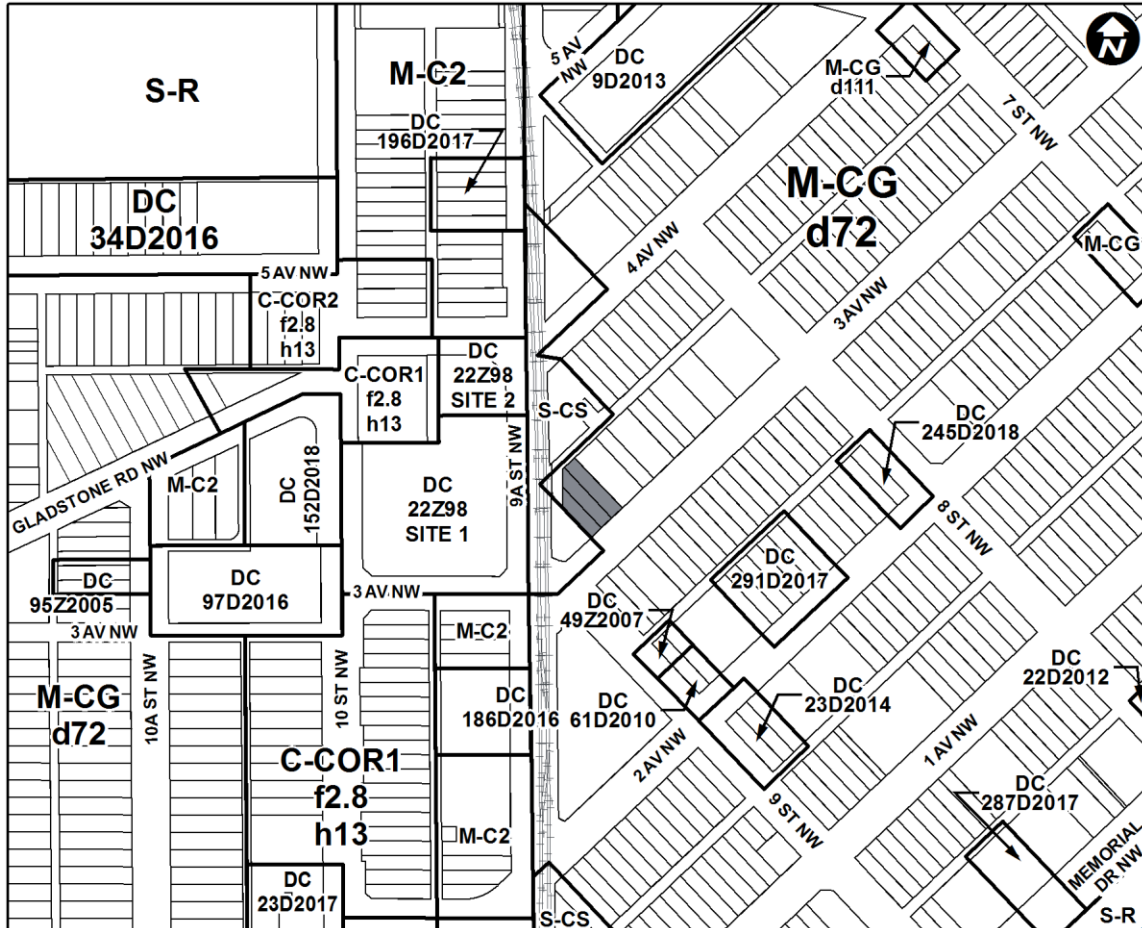 N
S-R
M-C2
5 AV
NW
DC
9D2013
M-CG
d111
7 ST NW
DC
196D2017
M-CG
d72
DC
34D2016
M-CG
4 AV NW
3 AV NW
5 AV NW
C-COR2
f2.8
h13
C-COR1
f2.8
h13
DC
22Z98
SITE 2
S-CS
DC
245D2018
GLADSTONE RD NW
M-C2
DC
152D2018
DC
22Z98
SITE 1
9A ST NW
8 ST NW
DC
95Z2005
DC
97D2016
3 AV NW
DC
49Z2007
DC
291D2017
3 AV NW
M-C2
M-CG
d72
10A ST NW
10 ST NW
DC
186D2016
DC
61D2010
DC
23D2014
DC
22D2012
2 AV NW
1 AV NW
C-COR1
f2.8
h13
9 ST NW
DC
287D2017
M-C2
MEMORIAL
DR NW
DC
23D2017
S-CS
S-R